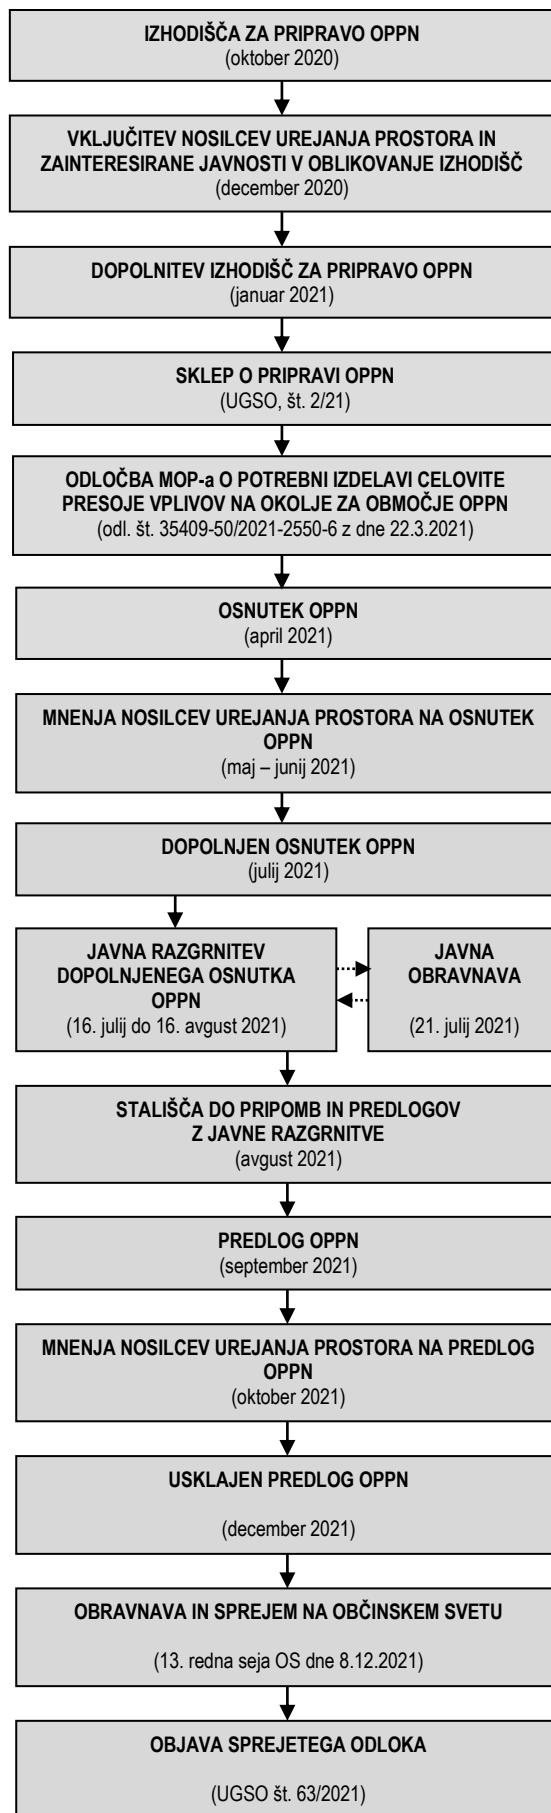 IZHODIŠČA ZA PRIPRAVO OPPN
(oktober 2020)
VKLJUČITEV NOSILCEV UREJANJA PROSTORA IN
ZAINTERESIRANE JAVNOSTI V OBLIKOVANJE IZHODIŠČ
(december 2020)
DOPOLNITEV IZHODIŠČ ZA PRIPRAVO OPPN
(januar 2021)
SKLEP O PRIPRAVI OPPN
(UGSO, št. 2/21)
ODLOČBA MOP-a O POTREBNI IZDELAVI CELOVITE
PRESOJE VPLIVOV NA OKOLJE ZA OBMOČJE OPPN
(odl. št. 35409-50/2021-2550-6 z dne 22.3.2021)
OSNUTEK OPPN
(april 2021)
MNENJA NOSILCEV UREJANJA PROSTORA NA OSNUTEK
OPPN
(maj – junij 2021)
DOPOLNJEN OSNUTEK OPPN
(julij 2021)
JAVNA RAZGRNITEV
DOPOLNJENEGA OSNUTKA
OPPN
(16. julij do 16. avgust 2021)
JAVNA
OBRAVNAVA
(21. julij 2021)
STALIŠČA DO PRIPOMB IN PREDLOGOV
Z JAVNE RAZGRNITVE
(avgust 2021)
PREDLOG OPPN
(september 2021)
MNENJA NOSILCEV UREJANJA PROSTORA NA PREDLOG
OPPN
(oktober 2021)
USKLAJEN PREDLOG OPPN
(december 2021)
OBRAVNAVA IN SPREJEM NA OBČINSKEM SVETU
(13. redna seja OS dne 8.12.2021)
OBJAVA SPREJETEGA ODLOKA
(UGSO št. 63/2021)